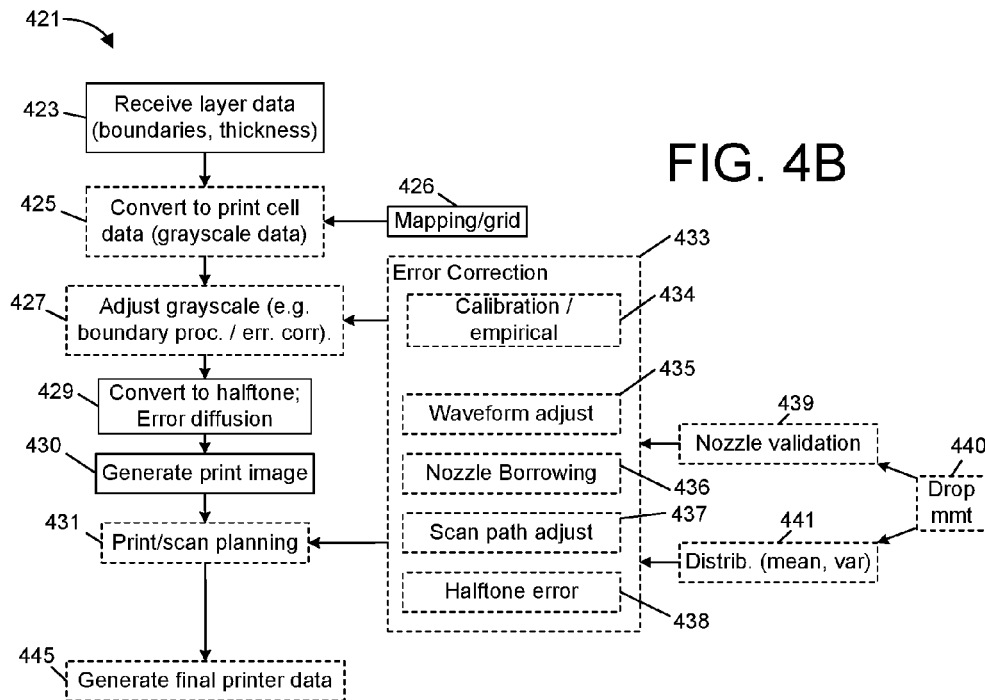 421
423
Receive layer data
(boundaries, thickness)
FIG. 4B
425
Convert to print cell
data (grayscale data)
426
Mapping/grid
433
Error Correction
427
Adjust grayscale (e.g.
boundary proc. / err. corr).
Calibration /
empirical
434
429
Convert to halftone;
Error diffusion
435
Waveform adjust
439
Nozzle validation
430
Generate print image
Nozzle Borrowing
436
440
Drop
mmt
431
Print/scan planning
Scan path adjust
437
441
Distrib. (mean, var)
Halftone error
438
445
Generate final printer data